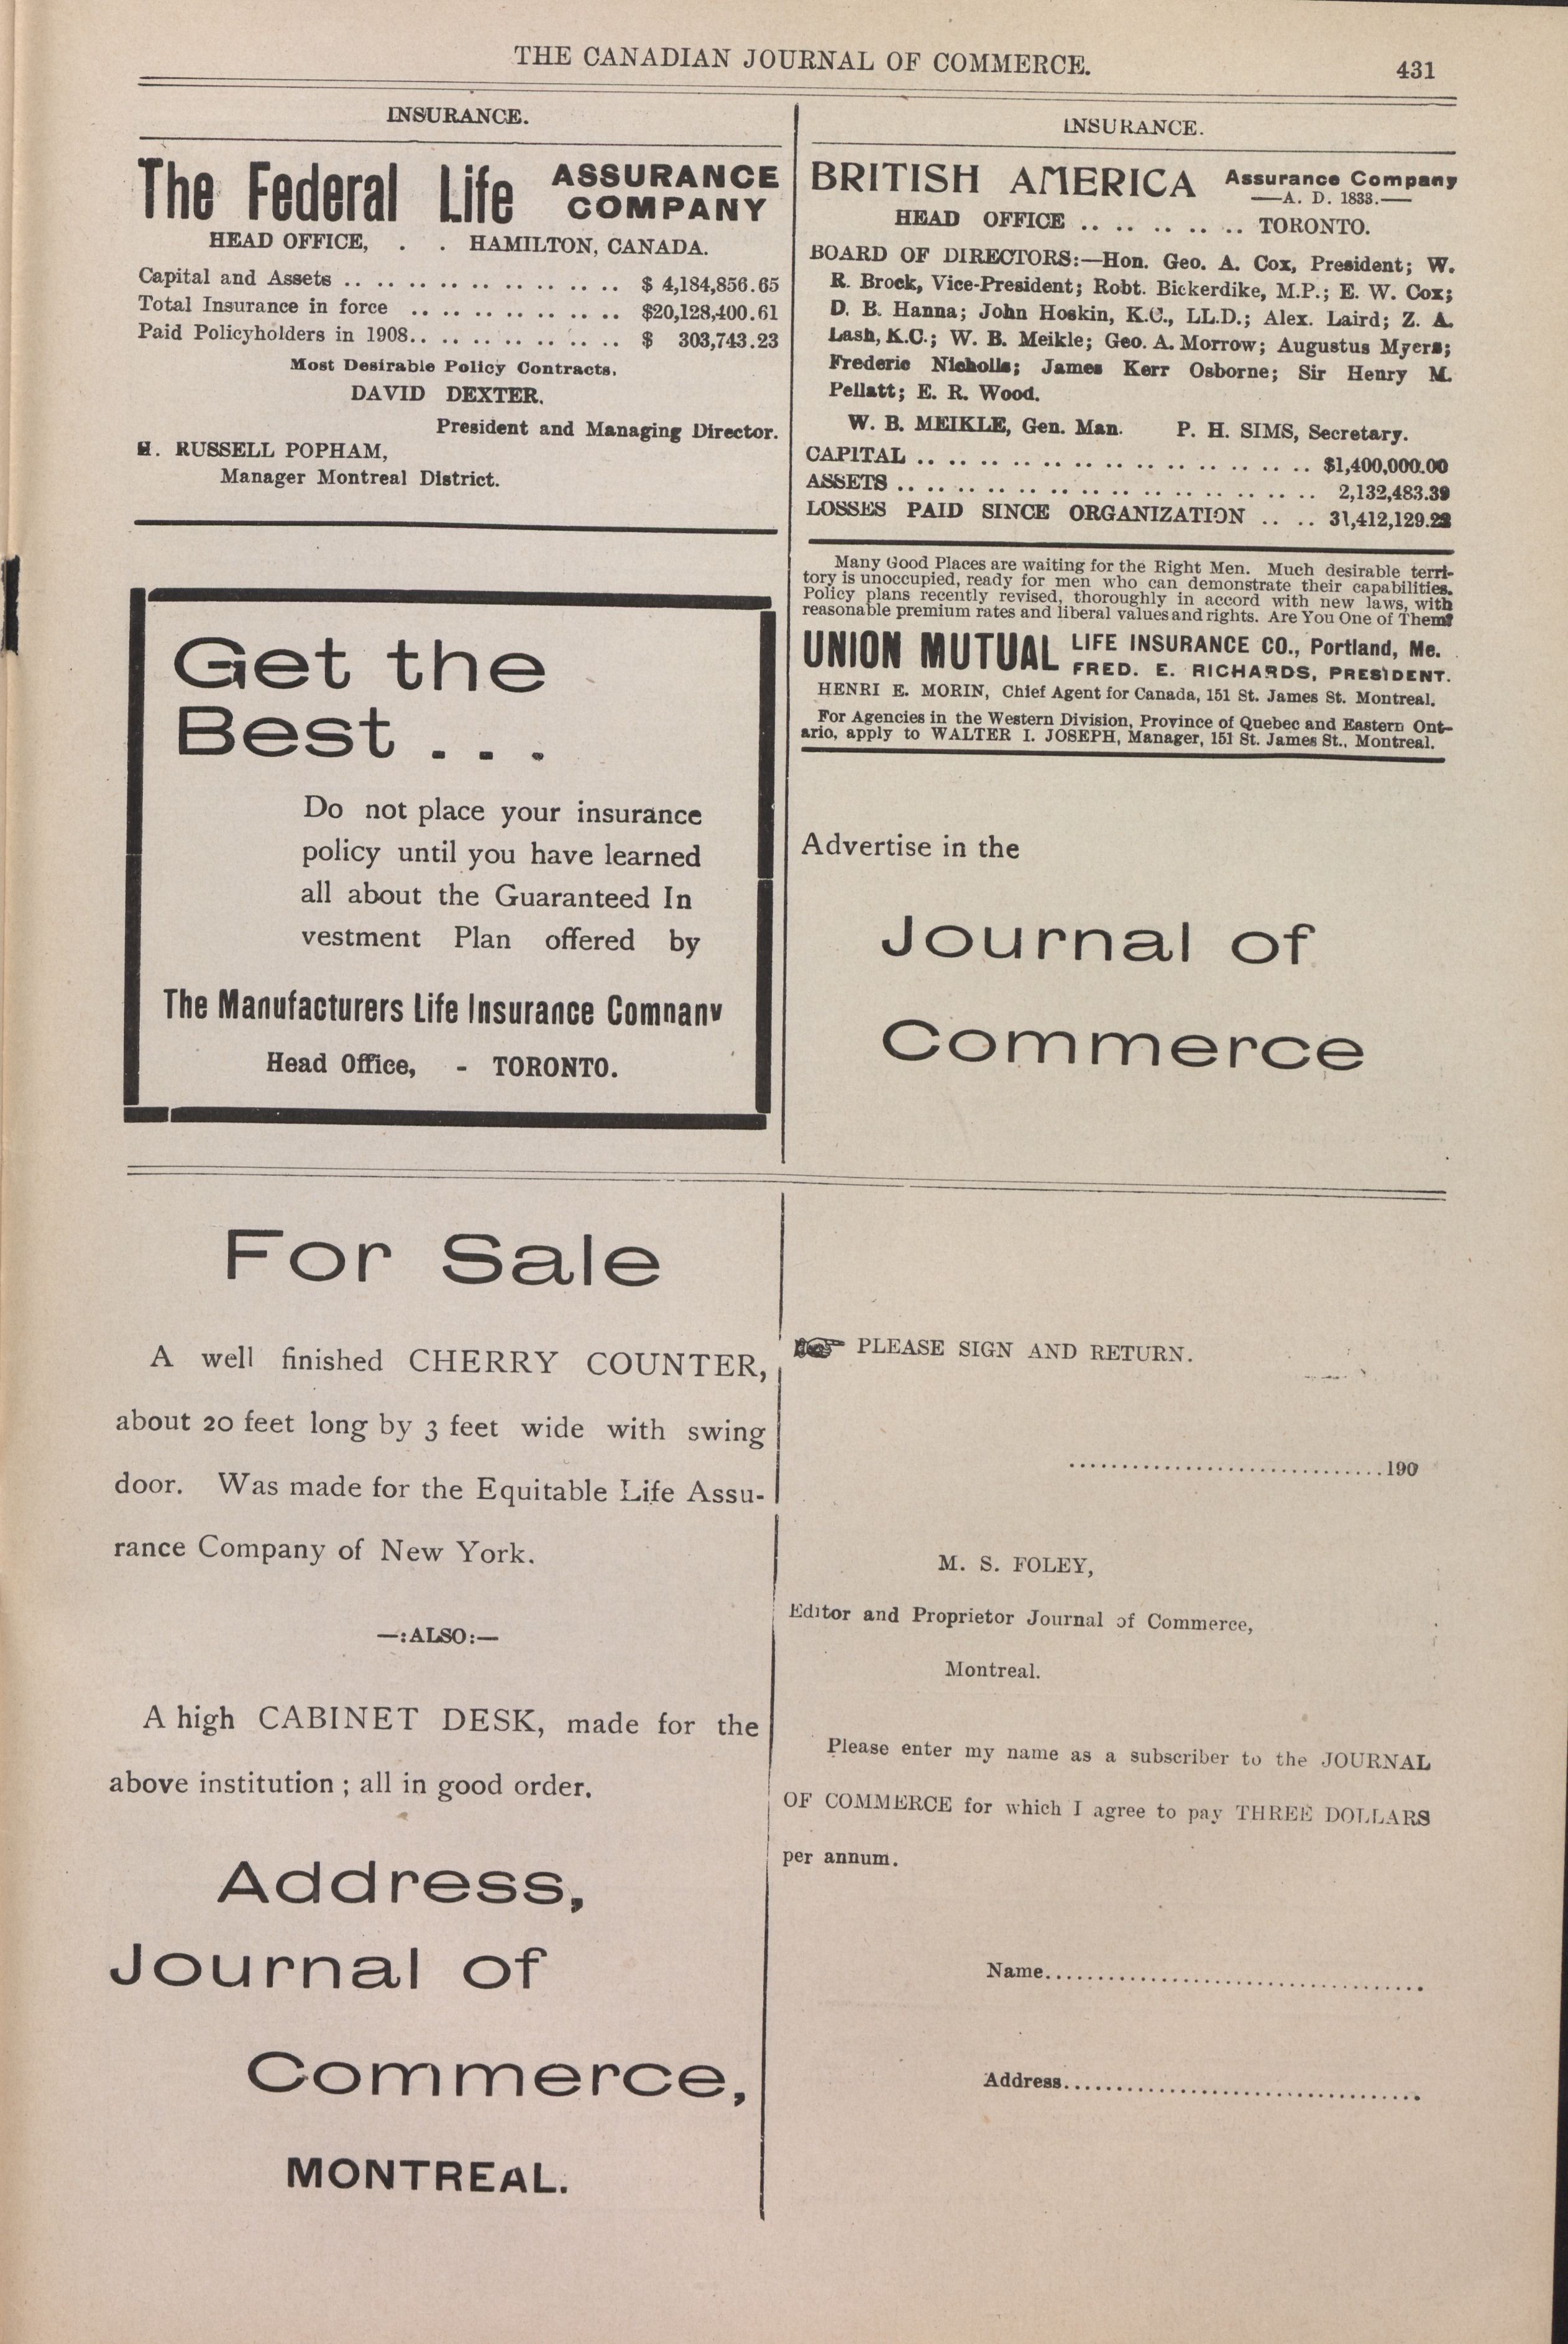 THE CANADIAN JOURNAL OF COMMERCE.
431
INSURANCE.
The Federal Life ASSURANCE COMPANY
HEAD OFFICE, . . HAMILTON, CANADA.
Capital and Assets .. .. .. .. .. .. .. .. .. $ 4,184,856.65
Total Insurance in force .. .. .. .. .. .. .. $20,128,400.61
Paid Policyholders in 1908.. .. .. .. .. .. .. $ 303,743.23
Most Desirable Policy Contracts.
DAVID DEXTER.
President and Managing Director.
H. RUSSELL POPHAM,
Manager Montreal District.
Get the
Best . . .
Do not place your insurance
policy until you have learned
all about the Guaranteed In
vestment Plan offered by
The Manufacturers Life Insurance Company
Head Office, - TORONTO.
INSURANCE.
BRITISH AMERICA Assurance Company
—A. D. 1833.—
HEAD OFFICE .. .. .. .. .. .. TORONTO.
BOARD OF DIRECTORS:—Hon. Geo. A. Cox, President; W.
R. Brock, Vice-President; Robt. Bickerdike, M.P.; E. W. Cox;
D. B. Hanna; John Hoskin, K.C., LL.D.; Alex. Laird; Z. A.
Lash, K.C.; W. B. Meikle; Geo. A. Morrow; Augustus Myers;
Frederic Nicholls; James Kerr Osborne; Sir Henry M.
Pellatt; E. R. Wood.
W. B. MEIKLE, Gen. Man. P. H. SIMS, Secretary.
CAPITAL .. .. .. .. .. .. .. .. .. .. .. .. .. $1,400,000.00
ASSETS .. .. .. .. .. .. .. .. .. .. .. .. .. .. 2,132,483.39
LOSSES PAID SINCE ORGANIZATION .. .. 31,412,129.22
Many Good Places are waiting for the Right Men. Much desirable terri-
tory is unoccupied, ready for men who can demonstrate their capabilities.
Policy plans recently revised, thoroughly in accord with new laws, with
reasonable premium rates and liberal values and rights. Are You One of Them?
UNION MUTUAL LIFE INSURANCE CO., Portland, Me.
FRED. E. RICHARDS, PRESIDENT.
HENRI E. MORIN, Chief Agent for Canada, 151 St. James St. Montreal.
For Agencies in the Western Division, Province of Quebec and Eastern Ont-
ario, apply to WALTER I. JOSEPH, Manager, 151 St. James St., Montreal.
Advertise in the
Journal of
Commerce
For Sale
A well finished CHERRY COUNTER,
about 20 feet long by 3 feet wide with swing
door. Was made for the Equitable Life Assu-
rance Company of New York.
—:ALSO:—
A high CABINET DESK, made for the
above institution ; all in good order.
Address,
Journal of
Commerce,
MONTREAL.
PLEASE SIGN AND RETURN.
..............................190
M. S. FOLEY,
Editor and Proprietor Journal of Commerce,
Montreal.
Please enter my name as a subscriber to the JOURNAL
OF COMMERCE for which I agree to pay THREE DOLLARS
per annum.
Name....................................
Address..................................